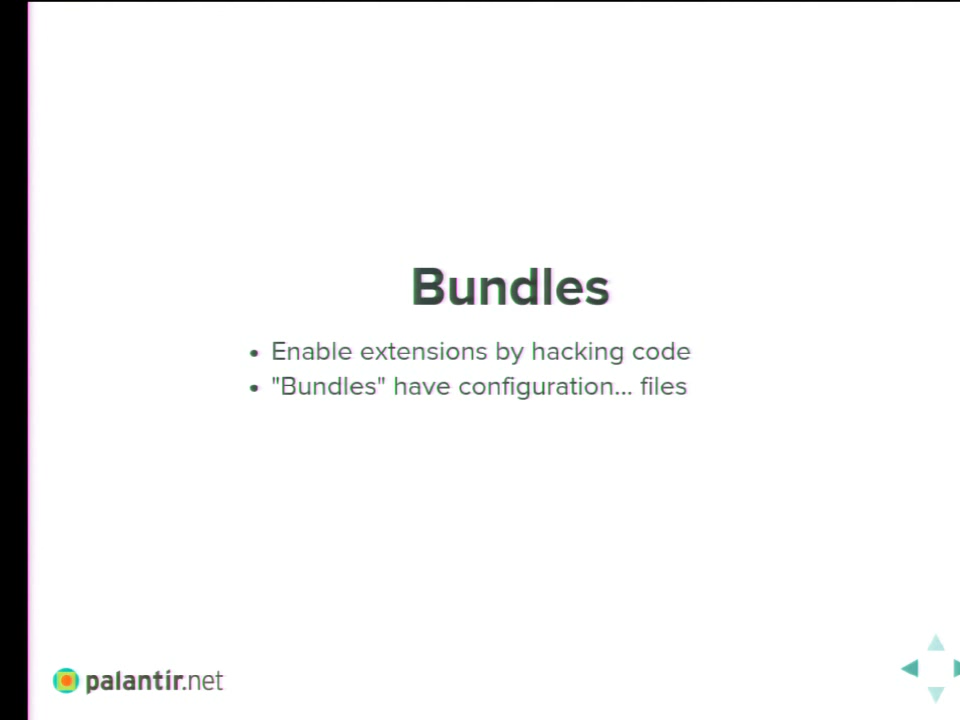 Bundles
• Enable extensions by hacking code
• "Bundles" have configuration... files
palantir.net